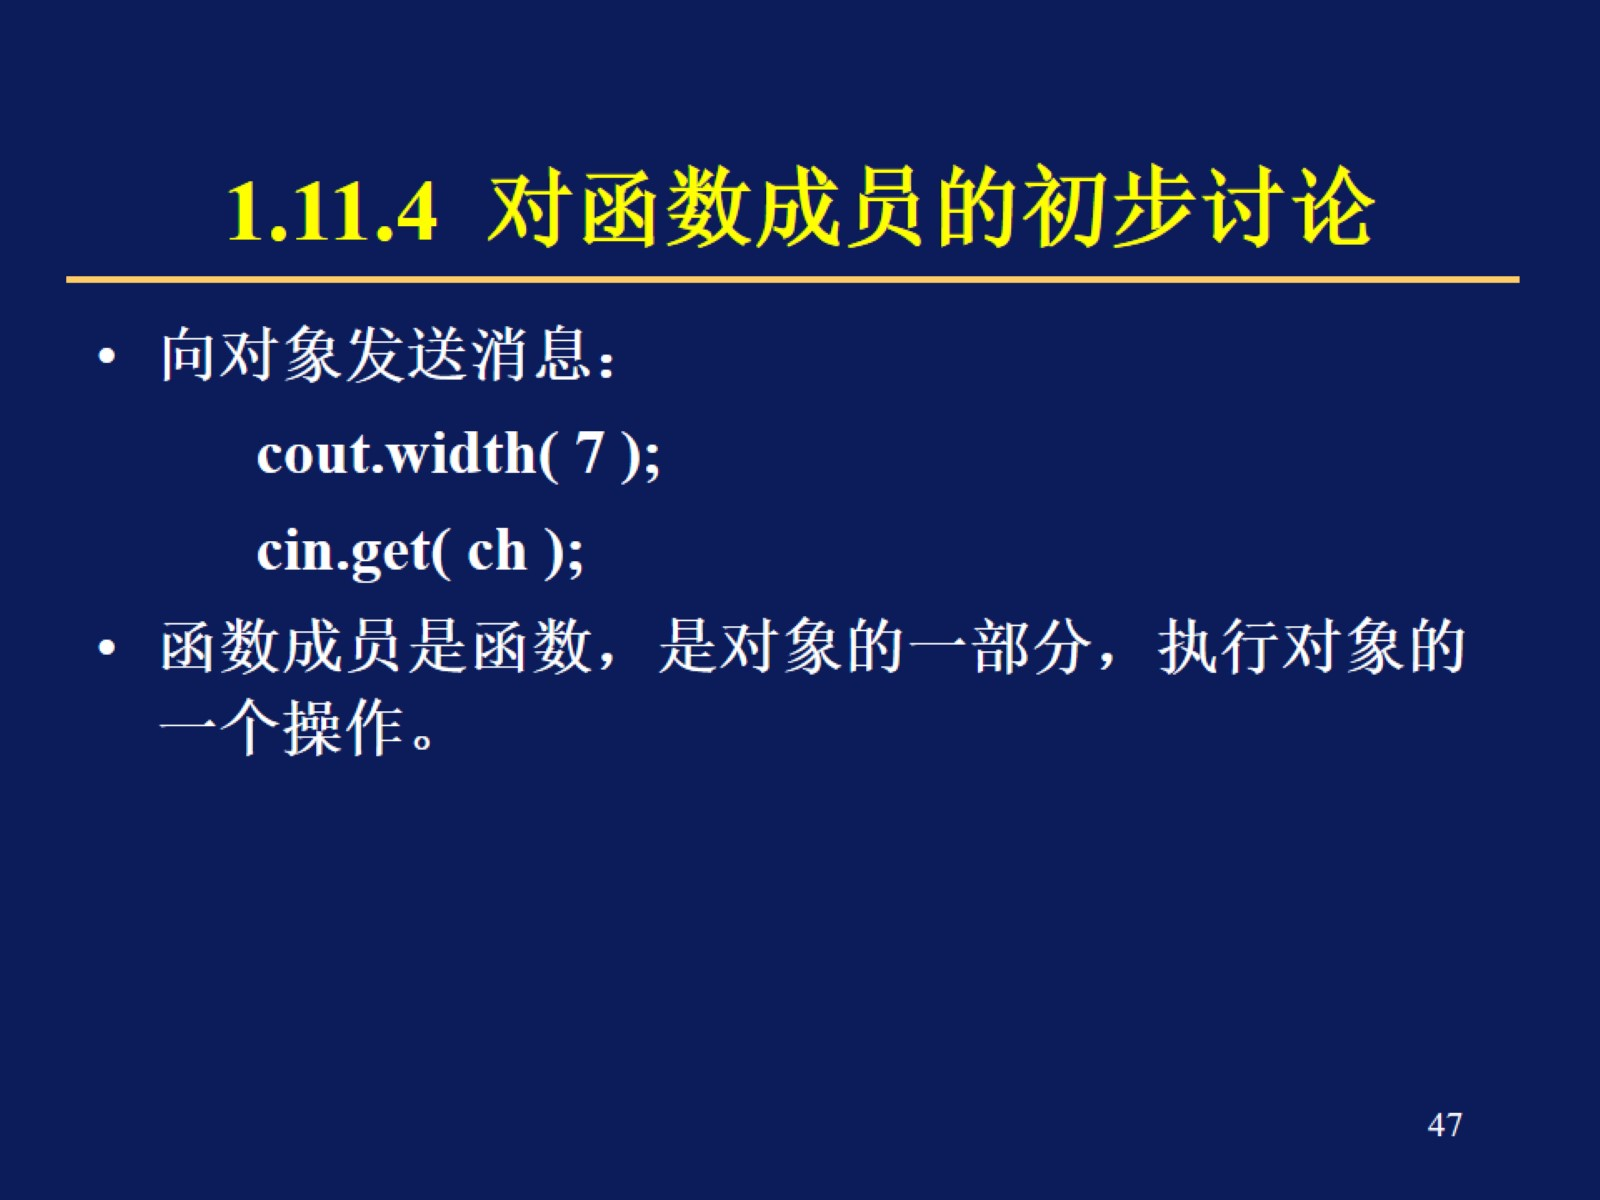 1.11.4 对函数成员的初步讨论
• 向对象发送消息：
cout.width( 7 );
cin.get( ch );
• 函数成员是函数，是对象的一部分，执行对象的
一个操作。
47